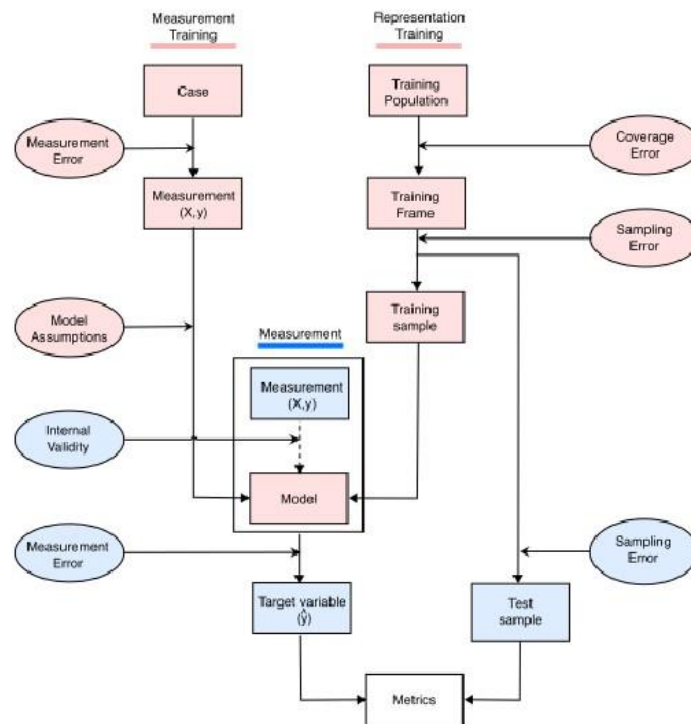 Measurement
Training
Representation
Training
Case
Training
Population
Measurement
Error
Coverage
Error
Measurement
(X,y)
Training
Frame
Sampling
Error
Model
Assumptions
Training
sample
Measurement
Measurement
(X,y)
Internal
Validity
Model
Measurement
Error
Sampling
Error
Target variable
(ŷ)
Test
sample
Metrics